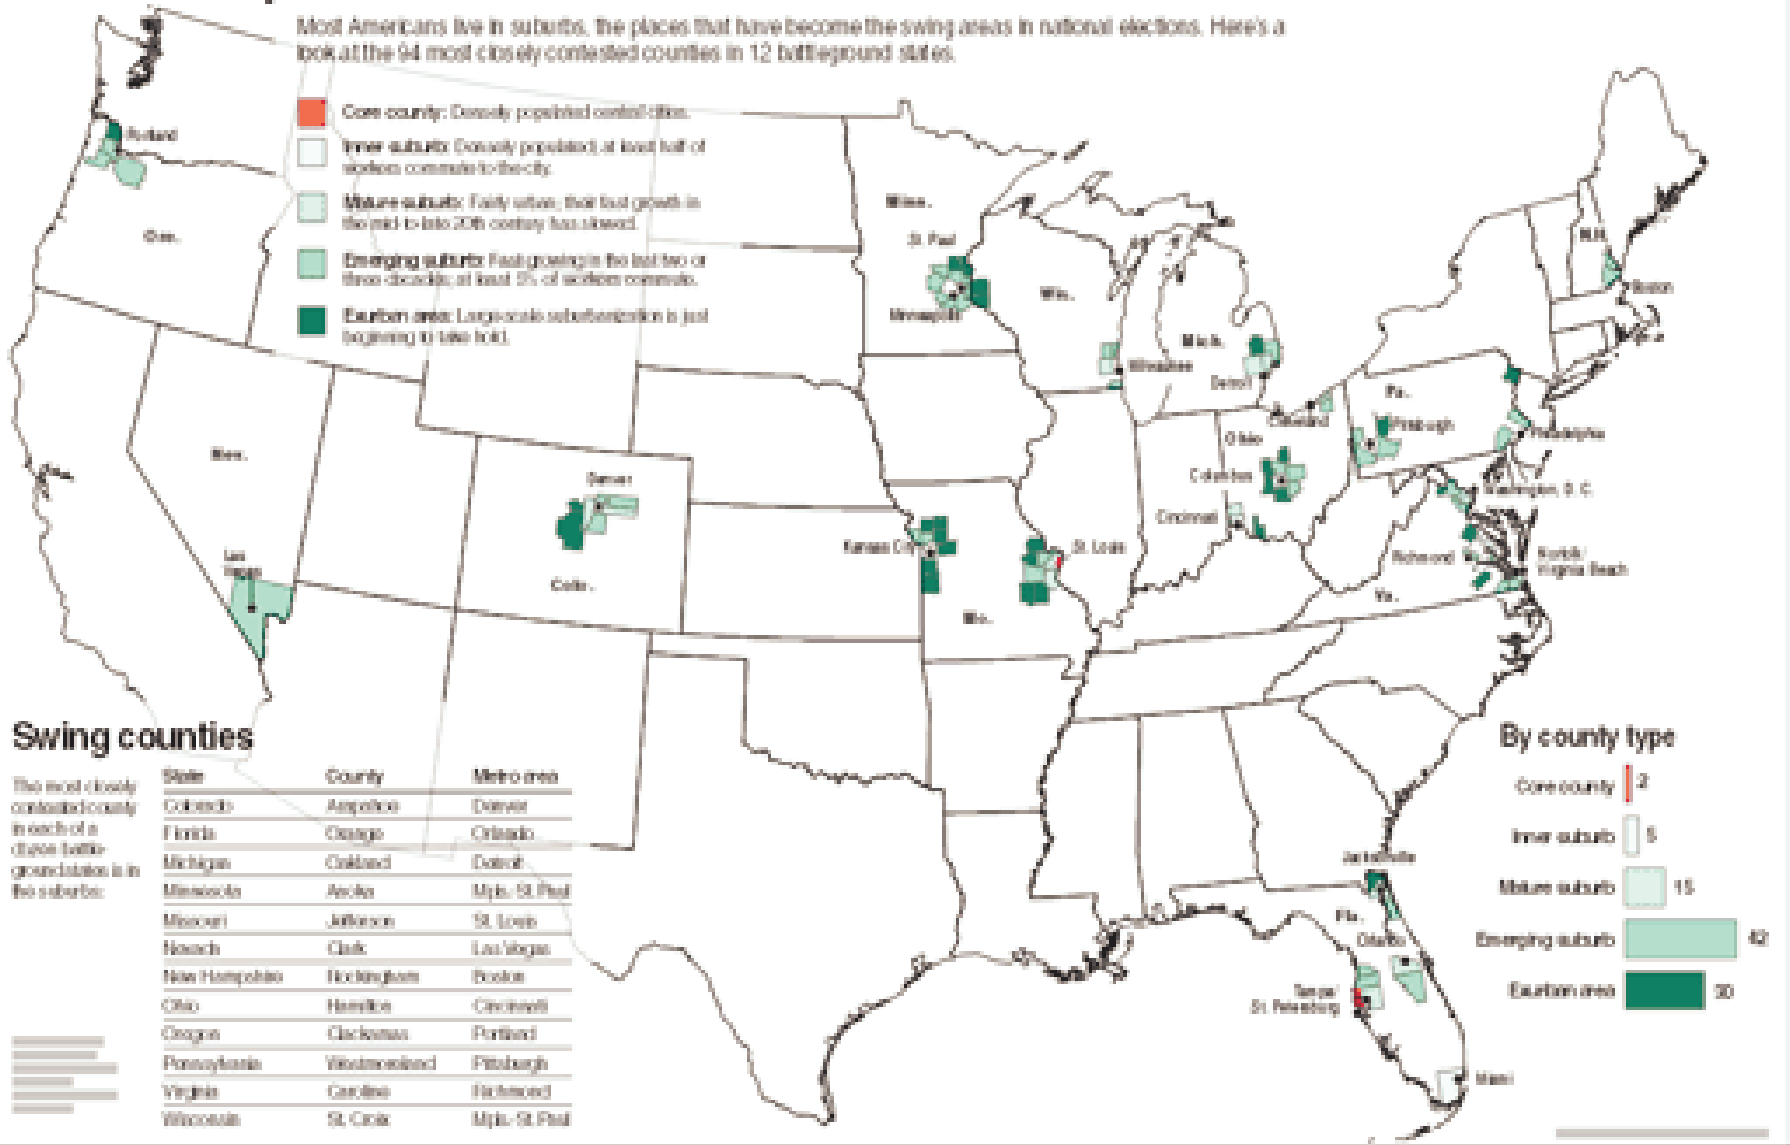 Most Americans live in suburbs, the places that have become the swing areas in national elections. Here's a
look at the 94 most closely contested counties in 12 battleground states.
Core county: Densely populated central cities.
Inner suburb: Densely populated; at least half of
workers commute to the city.
Mature suburb: Fairly urban; their fast growth in
the mid-to-late 20th century has slowed.
Emerging suburb: Fast growing in the last two or
three decades; at least 5% of workers commute.
Exurban area: Large-scale suburbanization is just
beginning to take hold.
Portland
Ore.
Minn.
St. Paul
Minneapolis
Wis.
Milwaukee
Mich.
Detroit
N.H.
Boston
Cleveland
Ohio
Columbus
Cincinnati
Pa.
Pittsburgh
Philadelphia
Washington, D.C.
Richmond
Norfolk/
Virginia Beach
Va.
Nev.
Las
Vegas
Denver
Colo.
Kansas City
St. Louis
Mo.
Jacksonville
Fla.
Orlando
Tampa/
St. Petersburg
Miami
Swing counties
The most closely
contested county
in each of a
dozen battle-
ground states is in
the suburbs:
State County Metro area
Colorado Arapahoe Denver
Florida Orange Orlando
Michigan Oakland Detroit
Minnesota Anoka Mpls.-St. Paul
Missouri Jefferson St. Louis
Nevada Clark Las Vegas
New Hampshire Rockingham Boston
Ohio Hamilton Cincinnati
Oregon Clackamas Portland
Pennsylvania Westmoreland Pittsburgh
Virginia Caroline Richmond
Wisconsin St. Croix Mpls.-St. Paul
By county type
Core county 2
Inner suburb 5
Mature suburb 15
Emerging suburb 42
Exurban area 30